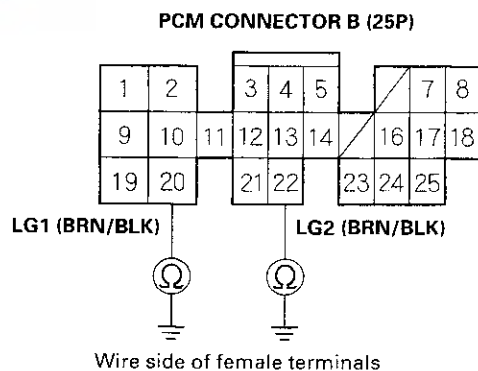 PCM CONNECTOR B (25P)
1 2 3 4 5 7 8
9 10 11 12 13 14 16 17 18
19 20 21 22 23 24 25
LG1 (BRN/BLK) LG2 (BRN/BLK)
Ω Ω
Wire side of female terminals